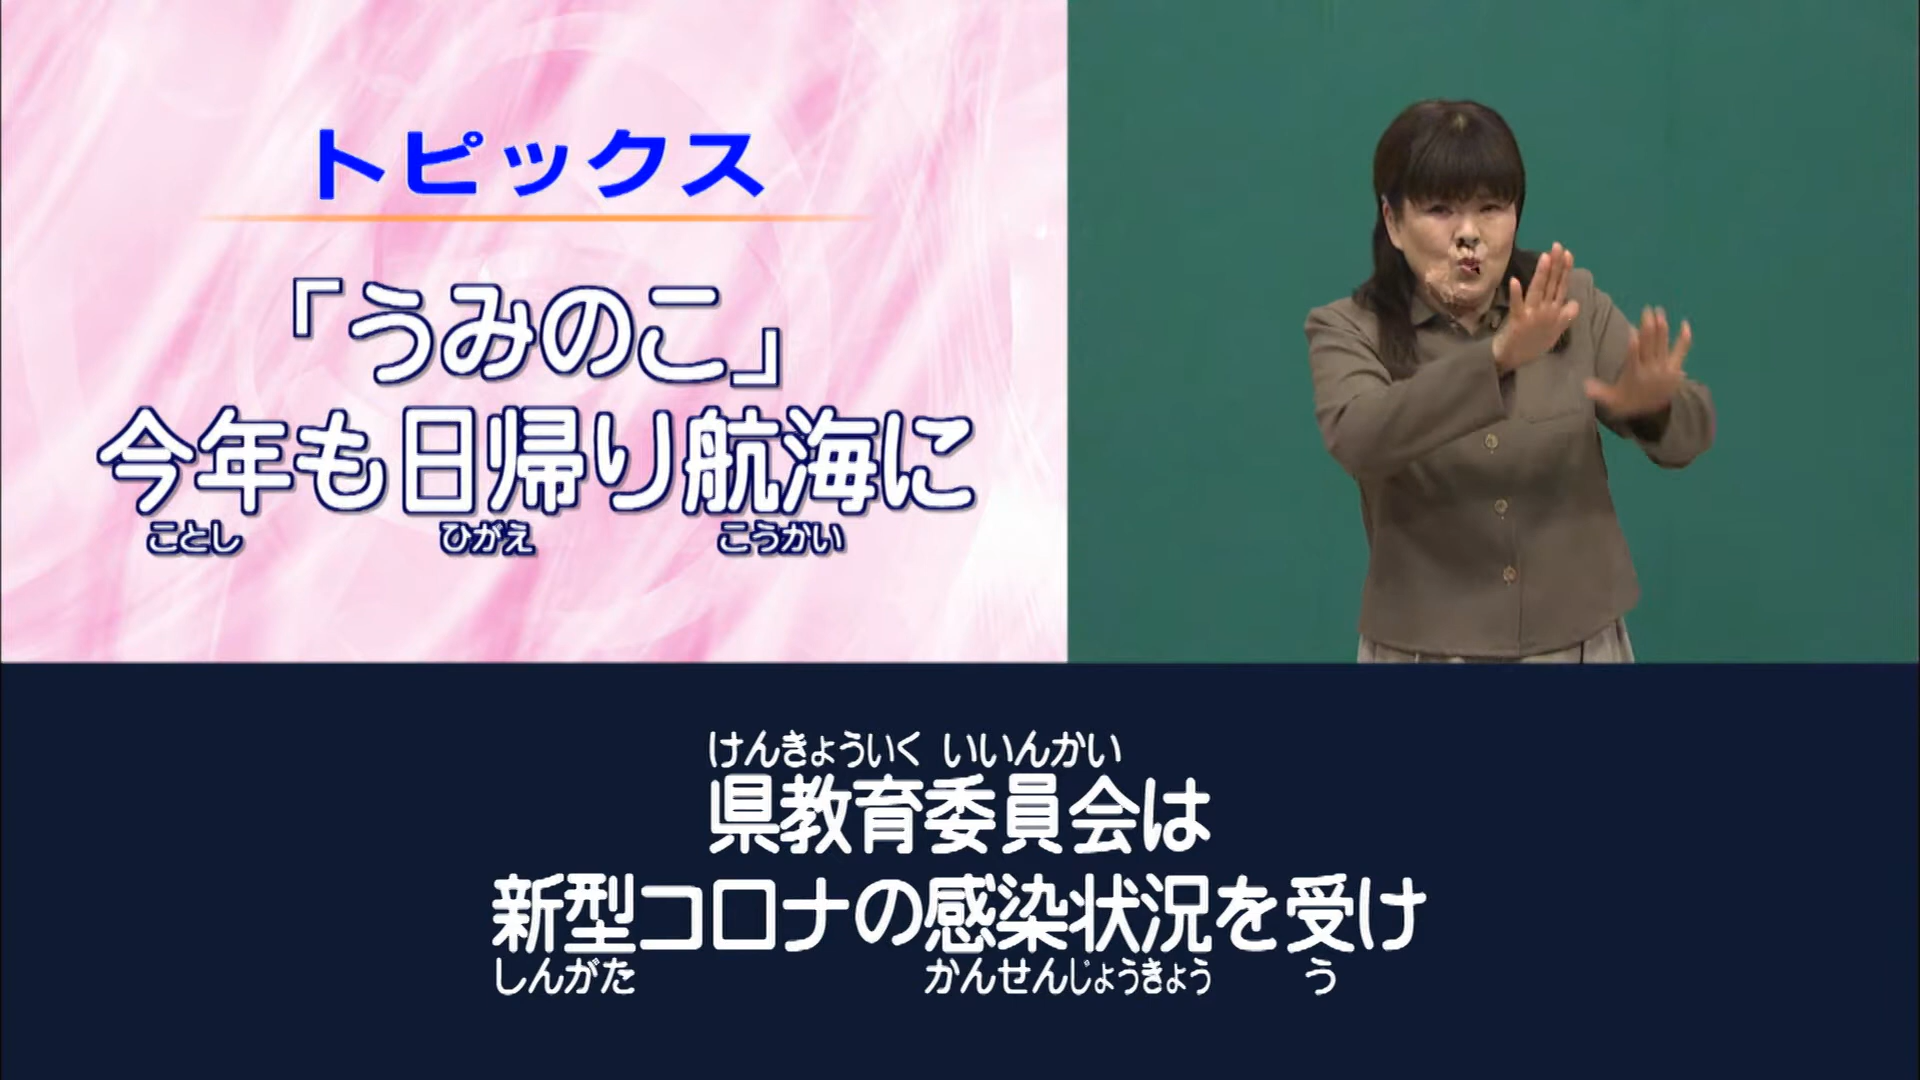 トピックス
「うみのこ」
今年も日帰り航海に
ことし ひがえ こうかい
けんきょういく いいんかい
県教育委員会は
新型コロナの感染状況を受け
しんがた かんせんじょうきょう う